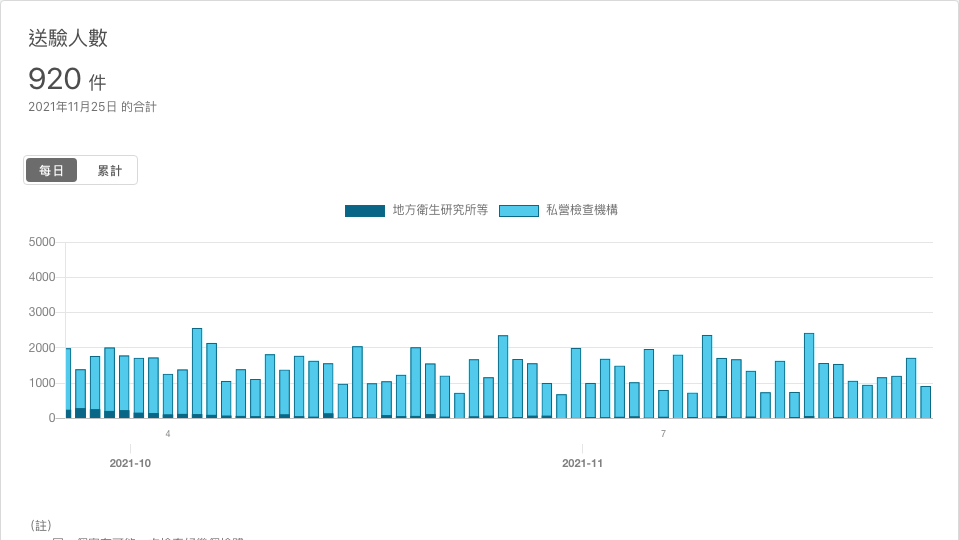 送驗人數
920 件
2021年11月25日 的合計
每日 累計
地方衛生研究所等 私營檢查機構
5000
4000
3000
2000
1000
0
4 7
2021-10 2021-11
(註)